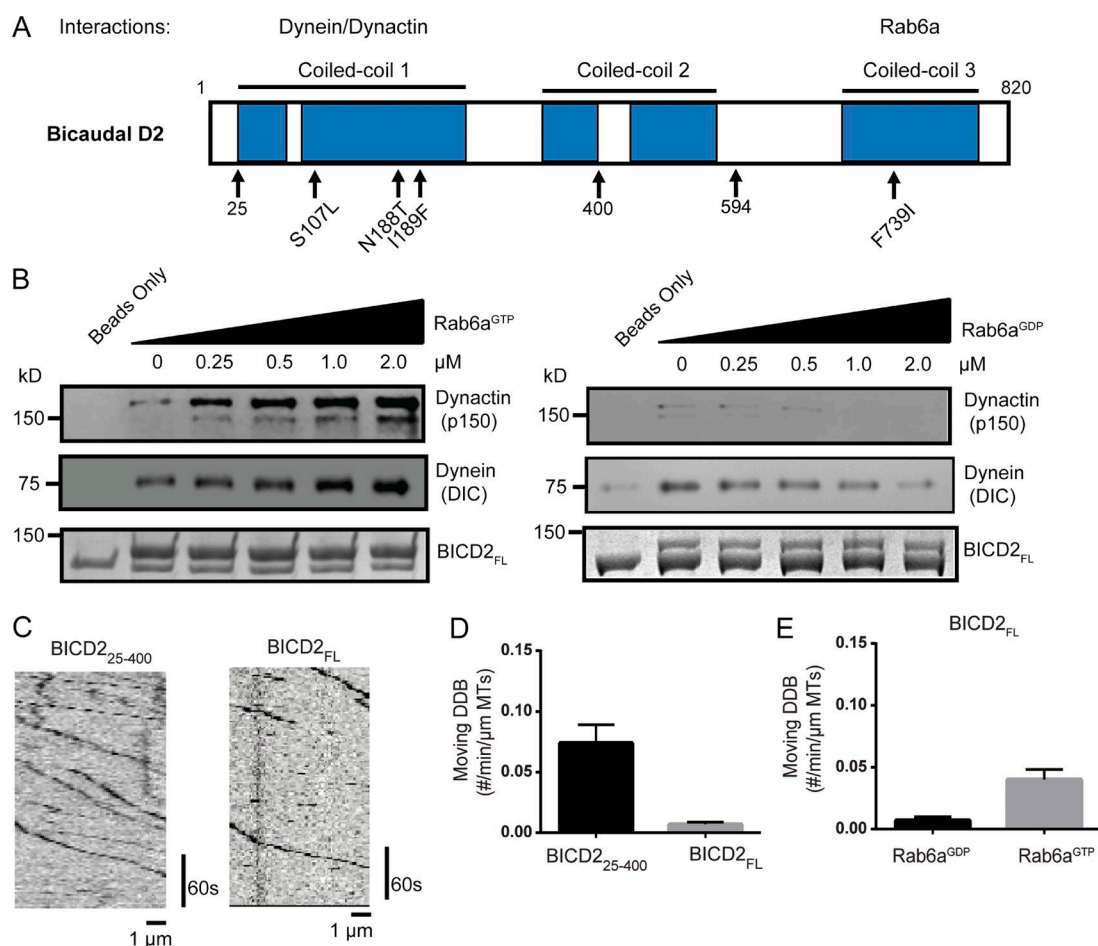 A
Interactions: Dynein/Dynactin Rab6a
Coiled-coil 1 Coiled-coil 2 Coiled-coil 3
1 820
Bicaudal D2
25 S107L N188T I189F 400 594 F739I
B
Beads Only
Rab6aGTP
0 0.25 0.5 1.0 2.0 µM
kD
150
Dynactin
(p150)
75
Dynein
(DIC)
150
BICD2FL
Beads Only
Rab6aGDP
0 0.25 0.5 1.0 2.0 µM
kD
150
Dynactin
(p150)
75
Dynein
(DIC)
150
BICD2FL
C
BICD225-400
60s
1 µm
BICD2FL
60s
1 µm
D
Moving DDB
(#/min/µm MTs)
0.15
0.10
0.05
0.00
BICD225-400 BICD2FL
E
BICD2FL
Moving DDB
(#/min/µm MTs)
0.15
0.10
0.05
0.00
Rab6aGDP Rab6aGTP